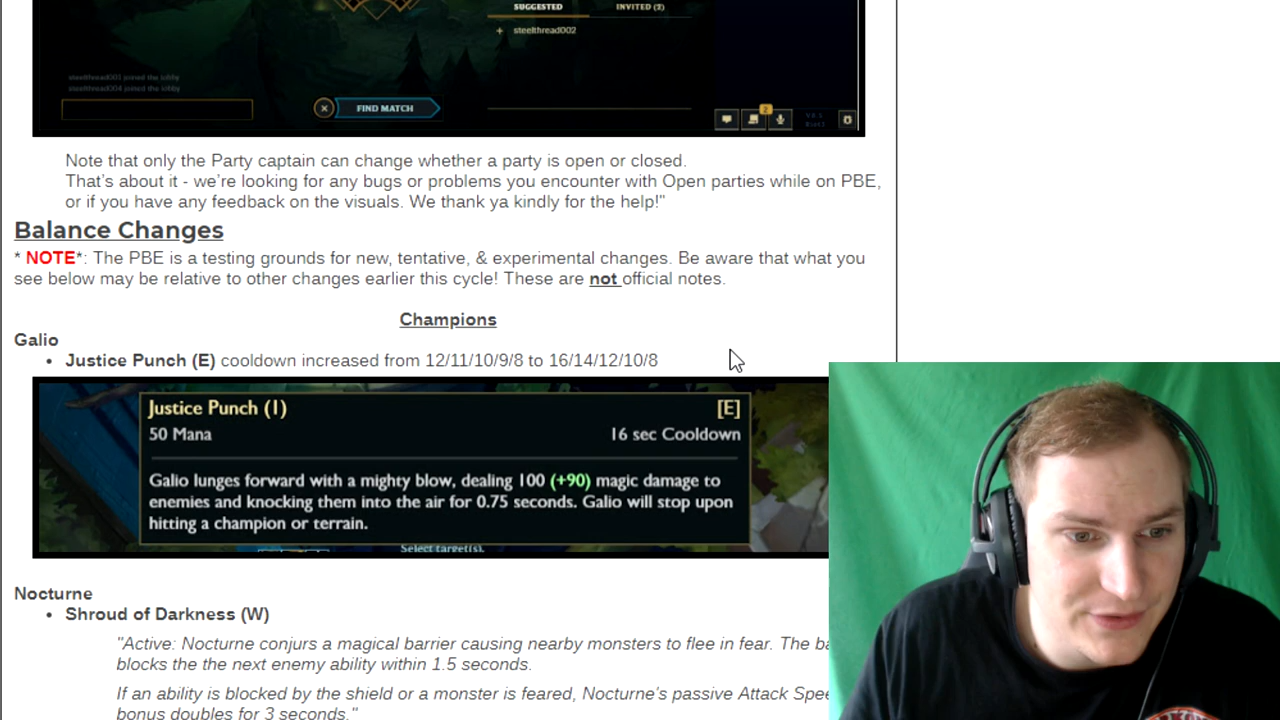 SUGGESTED INVITED (3)
+ steelthread002
steelthread003 joined the lobby
steelthread004 joined the lobby
FIND MATCH
2
Note that only the Party captain can change whether a party is open or closed.
That's about it - we're looking for any bugs or problems you encounter with Open parties while on PBE,
or if you have any feedback on the visuals. We thank ya kindly for the help!"
Balance Changes
* NOTE*: The PBE is a testing grounds for new, tentative, & experimental changes. Be aware that what you
see below may be relative to other changes earlier this cycle! These are not official notes.
Champions
Galio
• Justice Punch (E) cooldown increased from 12/11/10/9/8 to 16/14/12/10/8
Justice Punch (1) [E]
50 Mana 16 sec Cooldown
Galio lunges forward with a mighty blow, dealing 100 (+90) magic damage to
enemies and knocking them into the air for 0.75 seconds. Galio will stop upon
hitting a champion or terrain.
Select target(s).
Nocturne
• Shroud of Darkness (W)
"Active: Nocturne conjurs a magical barrier causing nearby monsters to flee in fear. The ba
blocks the the next enemy ability within 1.5 seconds.
If an ability is blocked by the shield or a monster is feared, Nocturne's passive Attack Spee
bonus doubles for 3 seconds."